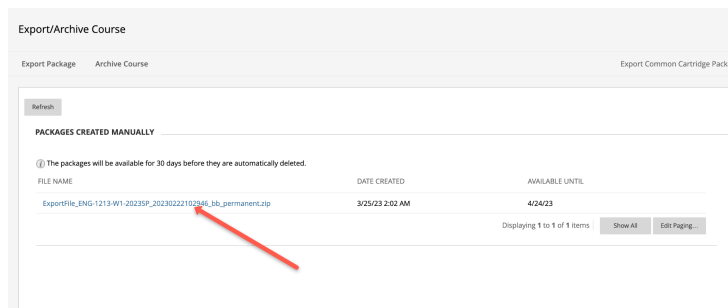 Export/Archive Course
Export Package Archive Course Export Common Cartridge Pack
Refresh
PACKAGES CREATED MANUALLY
The packages will be available for 30 days before they are automatically deleted.
FILE NAME DATE CREATED AVAILABLE UNTIL
ExportFile_ENG-1213-W1-2023SP_20230222102946_bb_permanent.zip 3/25/23 2:02 AM 4/24/23
Displaying 1 to 1 of 1 items Show All Edit Paging...